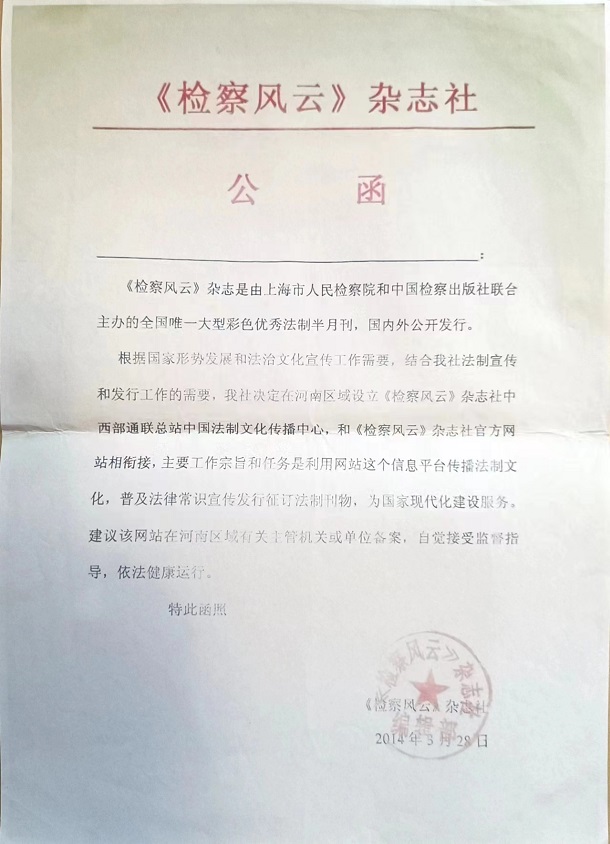 《检察风云》杂志社
公 函
:
《检察风云》杂志是由上海市人民检察院和中国检察出版社联合
主办的全国唯一大型彩色优秀法制半月刊，国内外公开发行。
根据国家形势发展和法治文化宣传工作需要，结合我社法制宣传
和发行工作的需要，我社决定在河南区域设立《检察风云》杂志社中
西部通联总站中国法制文化传播中心，和《检察风云》杂志社官方网
站相衔接，主要工作宗旨和任务是利用网站这个信息平台传播法制文
化，普及法律常识宣传发行征订法制刊物，为国家现代化建设服务。
建议该网站在河南区域有关主管机关或单位备案，自觉接受监督指
导，依法健康运行。
特此函照
《检察风云》杂志社
编辑部
《检察风云》杂志社
2014年3月28日